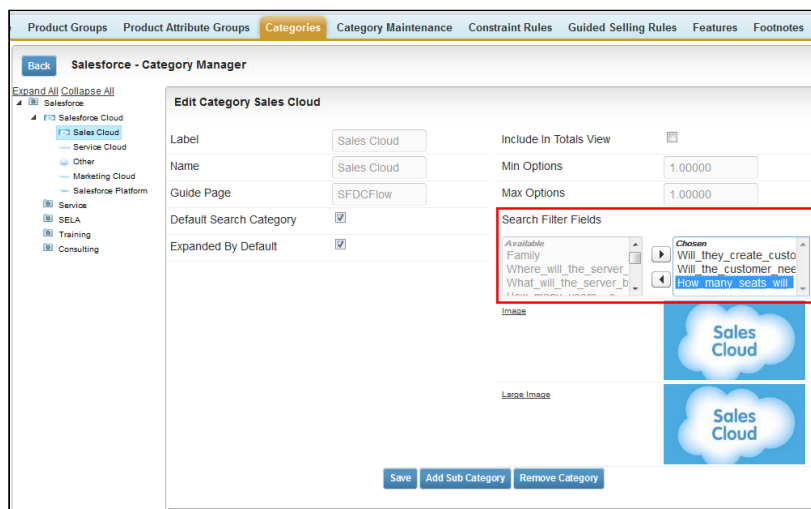 Product Groups Product Attribute Groups Categories Category Maintenance Constraint Rules Guided Selling Rules Features Footnotes
Back Salesforce - Category Manager
Expand All Collapse All
Salesforce
Salesforce Cloud
Sales Cloud
Service Cloud
Other
Marketing Cloud
Salesforce Platform
Service
SELA
Training
Consulting
Edit Category Sales Cloud
Label Sales Cloud Include In Totals View
Name Sales Cloud Min Options 1.00000
Guide Page SFDCFlow Max Options 1.00000
Default Search Category Search Filter Fields
Expanded By Default
Available
Family
Where_will_the_server_
What_will_the_server_b
Chosen
Will_they_create_custo
Will_the_customer_nee
How_many_seats_will_
Image
Sales
Cloud
Large Image
Sales
Cloud
Save Add Sub Category Remove Category